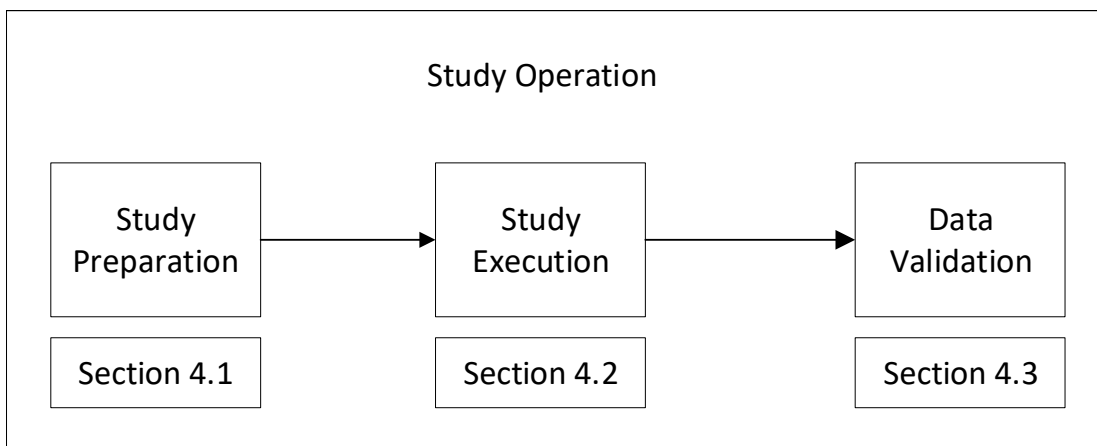 Study Operation
Study
Preparation
Study
Execution
Data
Validation
Section 4.1
Section 4.2
Section 4.3